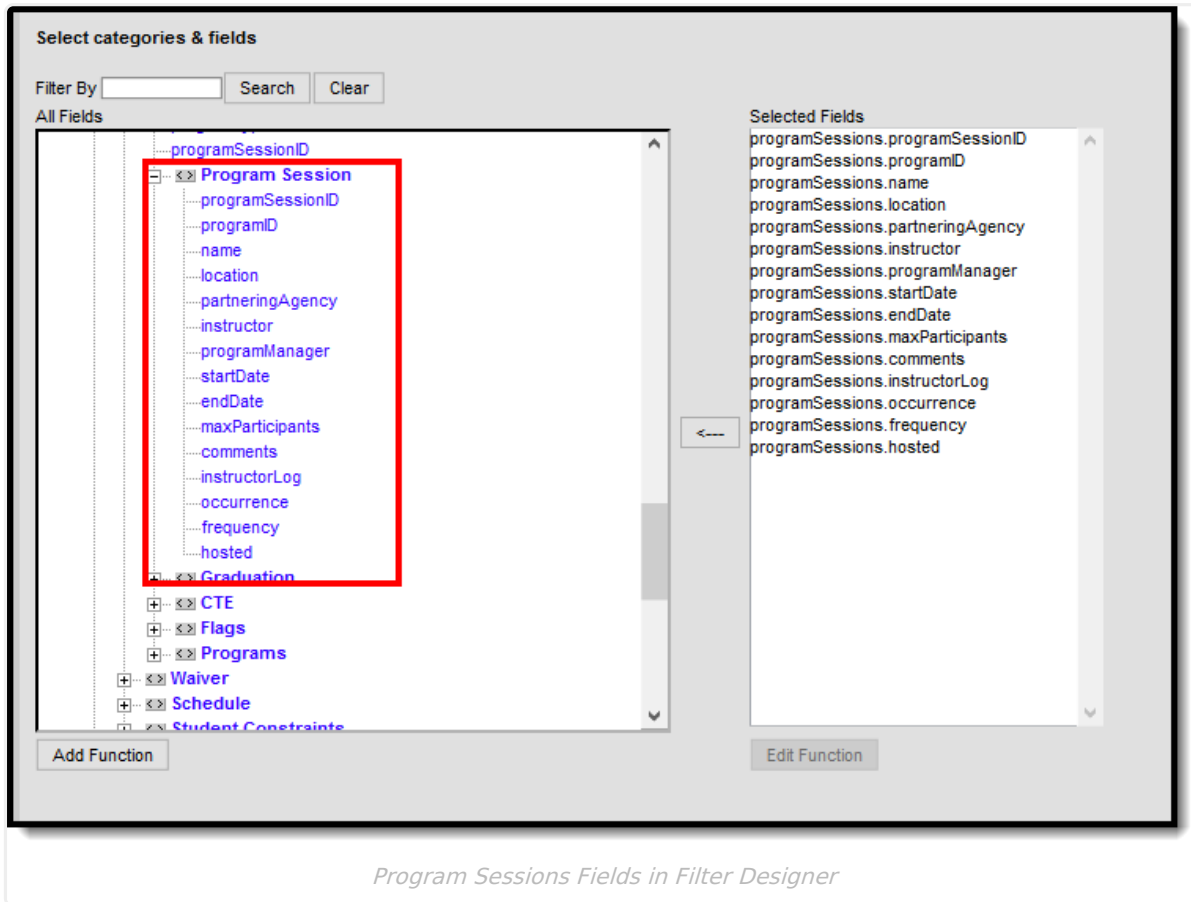 Select categories & fields
Filter By
Search
Clear
All Fields
programSessionID
Program Session
programSessionID
programID
name
location
partneringAgency
instructor
programManager
startDate
endDate
maxParticipants
comments
instructorLog
occurrence
frequency
hosted
Graduation
CTE
Flags
Programs
Waiver
Schedule
Student Constraints
Add Function
<---
Selected Fields
programSessions.programSessionID
programSessions.programID
programSessions.name
programSessions.location
programSessions.partneringAgency
programSessions.instructor
programSessions.programManager
programSessions.startDate
programSessions.endDate
programSessions.maxParticipants
programSessions.comments
programSessions.instructorLog
programSessions.occurrence
programSessions.frequency
programSessions.hosted
Edit Function
Program Sessions Fields in Filter Designer